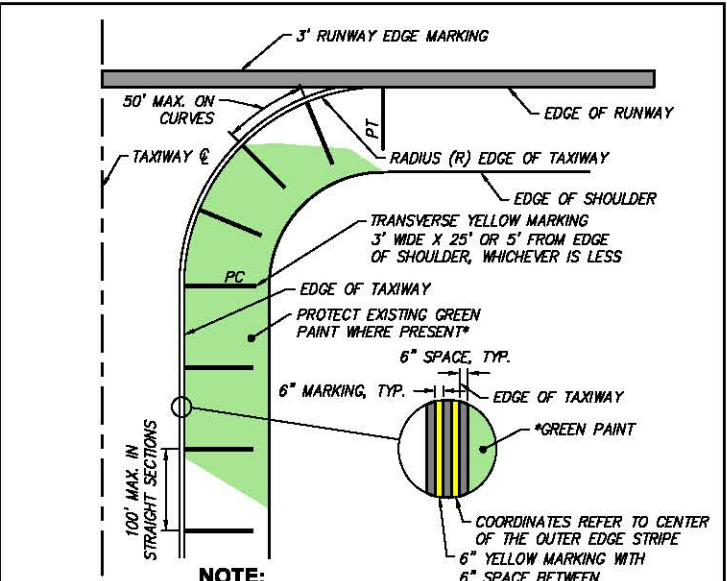 3' RUNWAY EDGE MARKING
50' MAX. ON
CURVES
EDGE OF RUNWAY
PT
TAXIWAY ℄
RADIUS (R) EDGE OF TAXIWAY
EDGE OF SHOULDER
TRANSVERSE YELLOW MARKING
3' WIDE X 25' OR 5' FROM EDGE
OF SHOULDER, WHICHEVER IS LESS
PC
EDGE OF TAXIWAY
PROTECT EXISTING GREEN
PAINT WHERE PRESENT*
6" SPACE, TYP.
6" MARKING, TYP.
EDGE OF TAXIWAY
*GREEN PAINT
100' MAX. IN
STRAIGHT SECTIONS
COORDINATES REFER TO CENTER
OF THE OUTER EDGE STRIPE
6" YELLOW MARKING WITH
6" SPACE BETWEEN
NOTE: